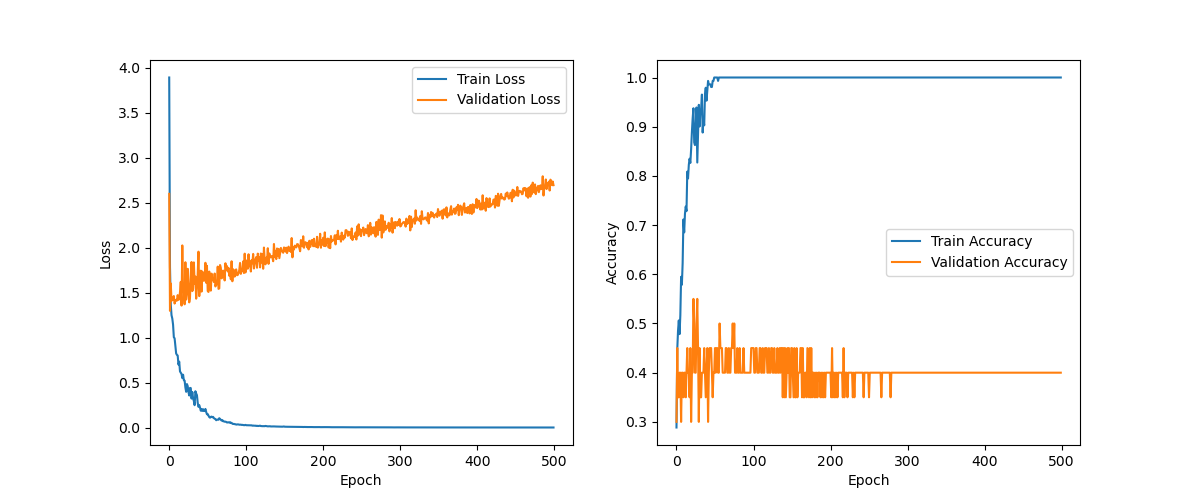 4.0
3.5
3.0
2.5
2.0
1.5
1.0
0.5
0.0
Loss
0 100 200 300 400 500
Epoch
Train Loss
Validation Loss
1.0
0.9
0.8
0.7
0.6
0.5
0.4
0.3
Accuracy
0 100 200 300 400 500
Epoch
Train Accuracy
Validation Accuracy